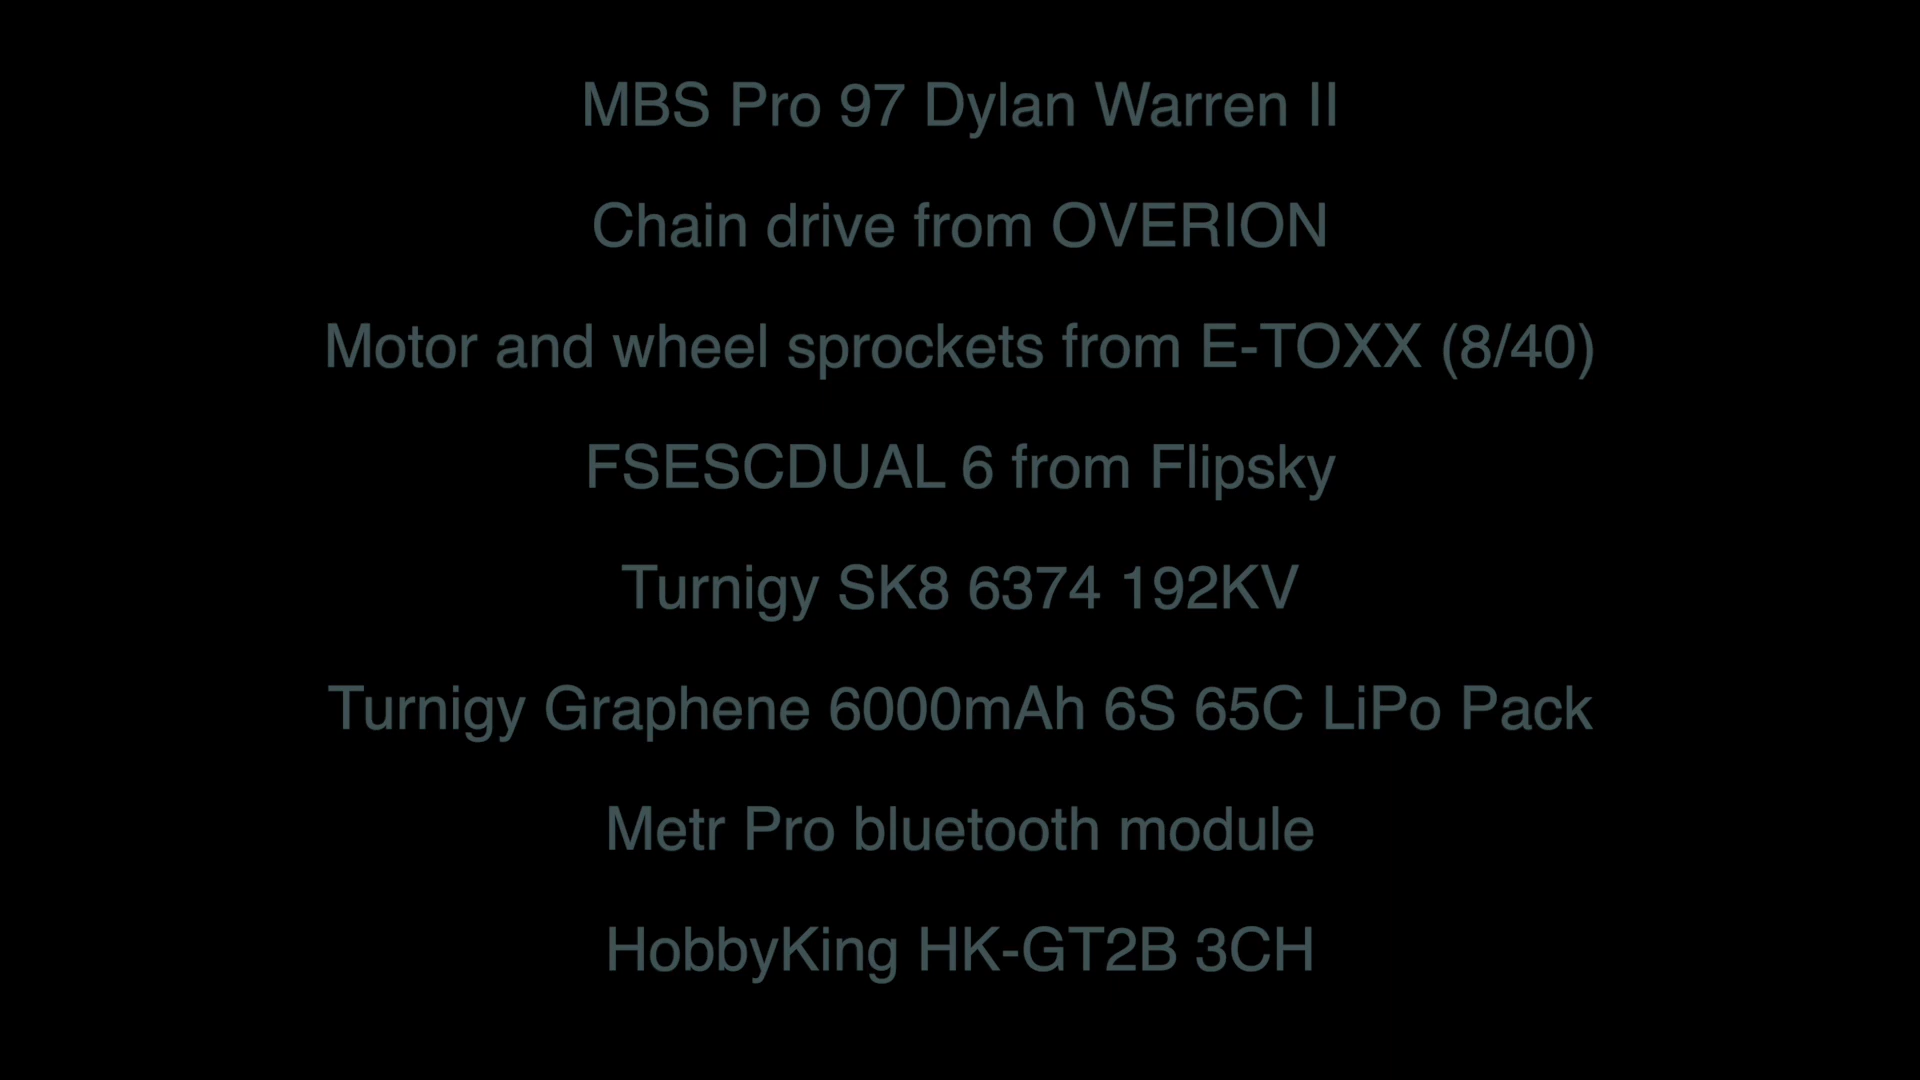 MBS Pro 97 Dylan Warren II
Chain drive from OVERION
Motor and wheel sprockets from E-TOXX (8/40)
FSESCDUAL 6 from Flipsky
Turnigy SK8 6374 192KV
Turnigy Graphene 6000mAh 6S 65C LiPo Pack
Metr Pro bluetooth module
HobbyKing HK-GT2B 3CH